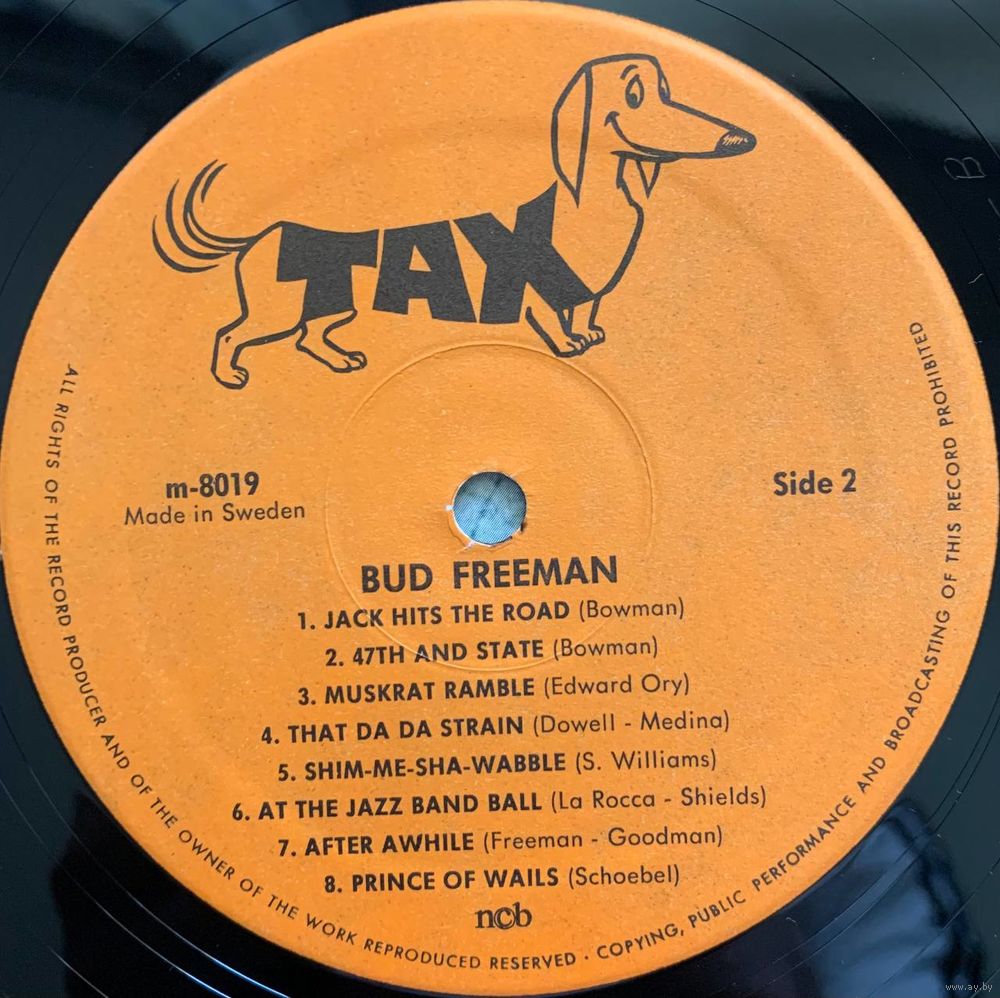 TAX
m-8019
Made in Sweden
Side 2
BUD FREEMAN
1. JACK HITS THE ROAD (Bowman)
2. 47TH AND STATE (Bowman)
3. MUSKRAT RAMBLE (Edward Ory)
4. THAT DA DA STRAIN (Dowell - Medina)
5. SHIM-ME-SHA-WABBLE (S. Williams)
6. AT THE JAZZ BAND BALL (La Rocca - Shields)
7. AFTER AWHILE (Freeman - Goodman)
8. PRINCE OF WAILS (Schoebel)
ncb
ALL RIGHTS OF THE RECORD PRODUCER AND OF THE OWNER OF THE WORK REPRODUCED RESERVED · COPYING, PUBLIC PERFORMANCE AND BROADCASTING OF THIS RECORD PROHIBITED
B
www.ay.by